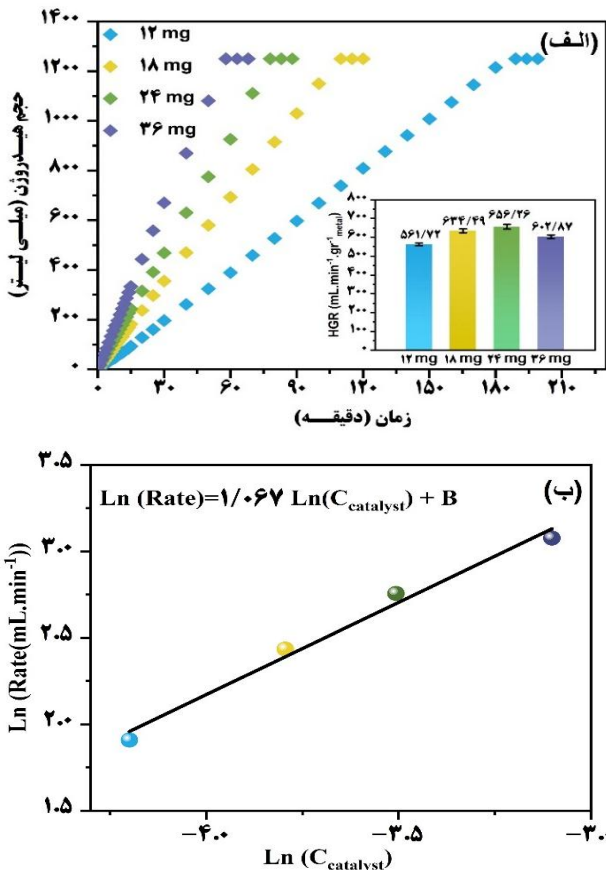 (الف)
۱۲ mg
۱۸ mg
۲۴ mg
۳۶ mg
حجم هیدروژن (میلی لیتر)
۱۴۰۰
۱۲۰۰
۱۰۰۰
۸۰۰
۶۰۰
۴۰۰
۲۰۰
۰
۰ ۳۰ ۶۰ ۹۰ ۱۲۰ ۱۵۰ ۱۸۰ ۲۱۰
زمان (دقیقه)
HGR (mL.min⁻¹.gr⁻¹metal)
۸۰۰
۷۰۰
۶۰۰
۵۰۰
۴۰۰
۳۰۰
۲۰۰
۱۰۰
۰
۵۶۱/۷۲ ۶۳۴/۴۹ ۶۵۶/۲۶ ۶۰۲/۸۷
۱۲ mg ۱۸ mg ۲۴ mg ۳۶ mg
(ب)
Ln (Rate)=۱/۰۶۷ Ln(Ccatalyst) + B
Ln (Rate(mL.min⁻¹))
۳.۵
۳.۰
۲.۵
۲.۰
۱.۵
−۴.۰ −۳.۵ −۳.۰
Ln (Ccatalyst)